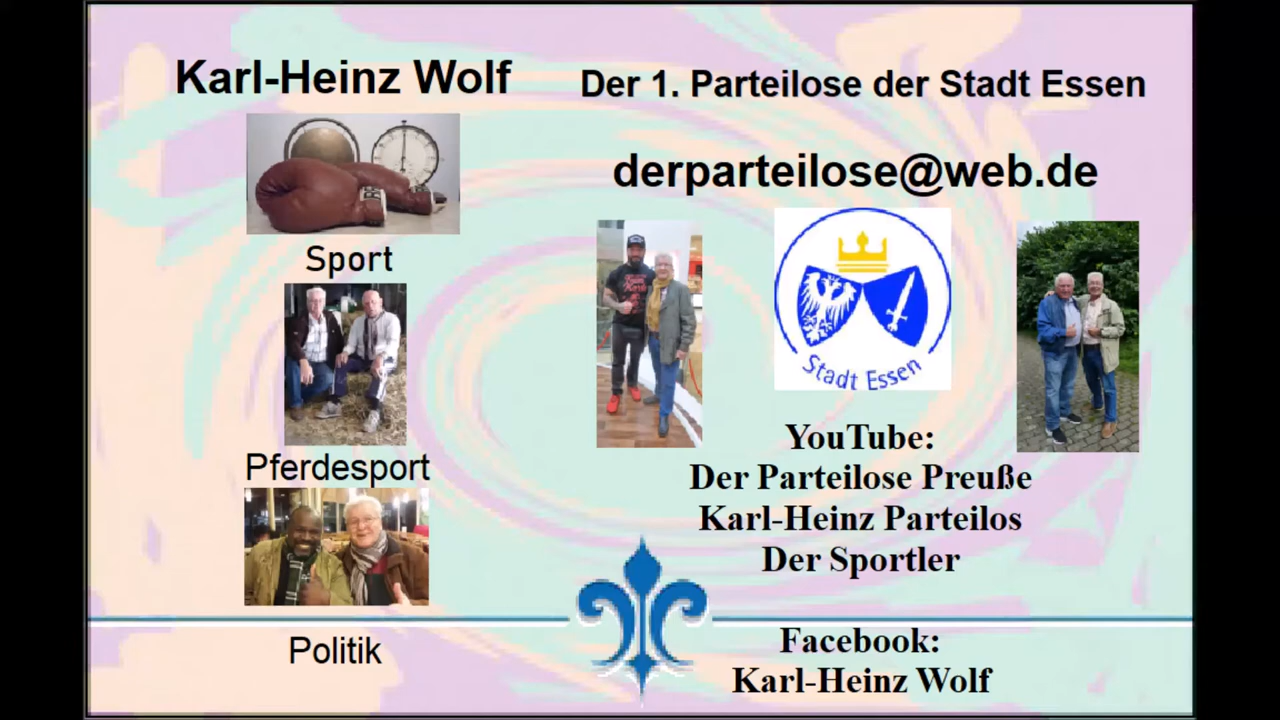 Karl-Heinz Wolf
Der 1. Parteilose der Stadt Essen
derparteilose@web.de
Sport
Pferdesport
Politik
Stadt Essen
YouTube:
Der Parteilose Preuße
Karl-Heinz Parteilos
Der Sportler
Facebook:
Karl-Heinz Wolf